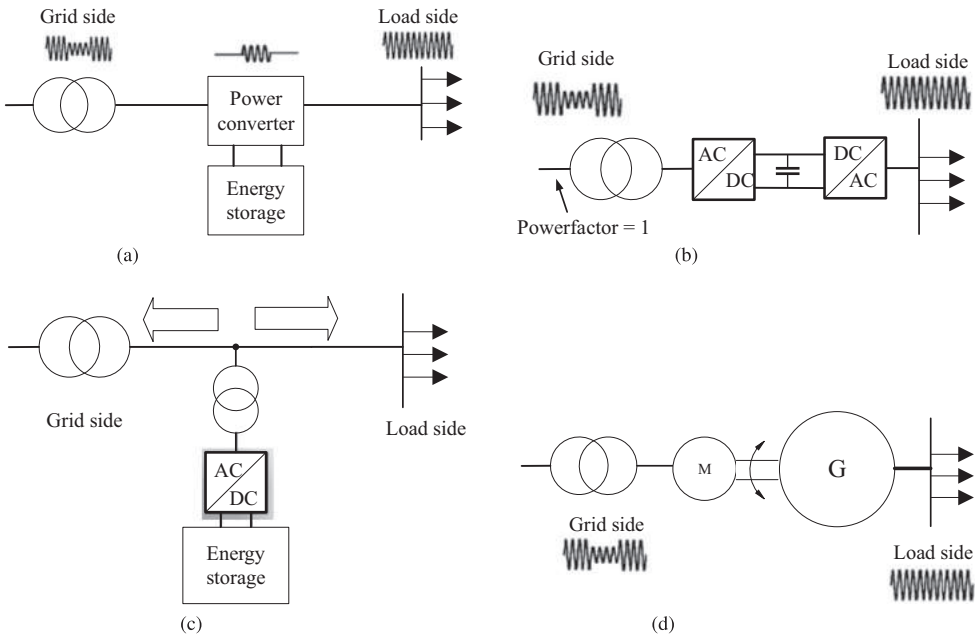 Grid side
Load side
Power
converter
Energy
storage
(a)
Grid side
Load side
AC
DC
DC
AC
Powerfactor = 1
(b)
Grid side
Load side
AC
DC
Energy
storage
(c)
M
G
Grid side
Load side
(d)